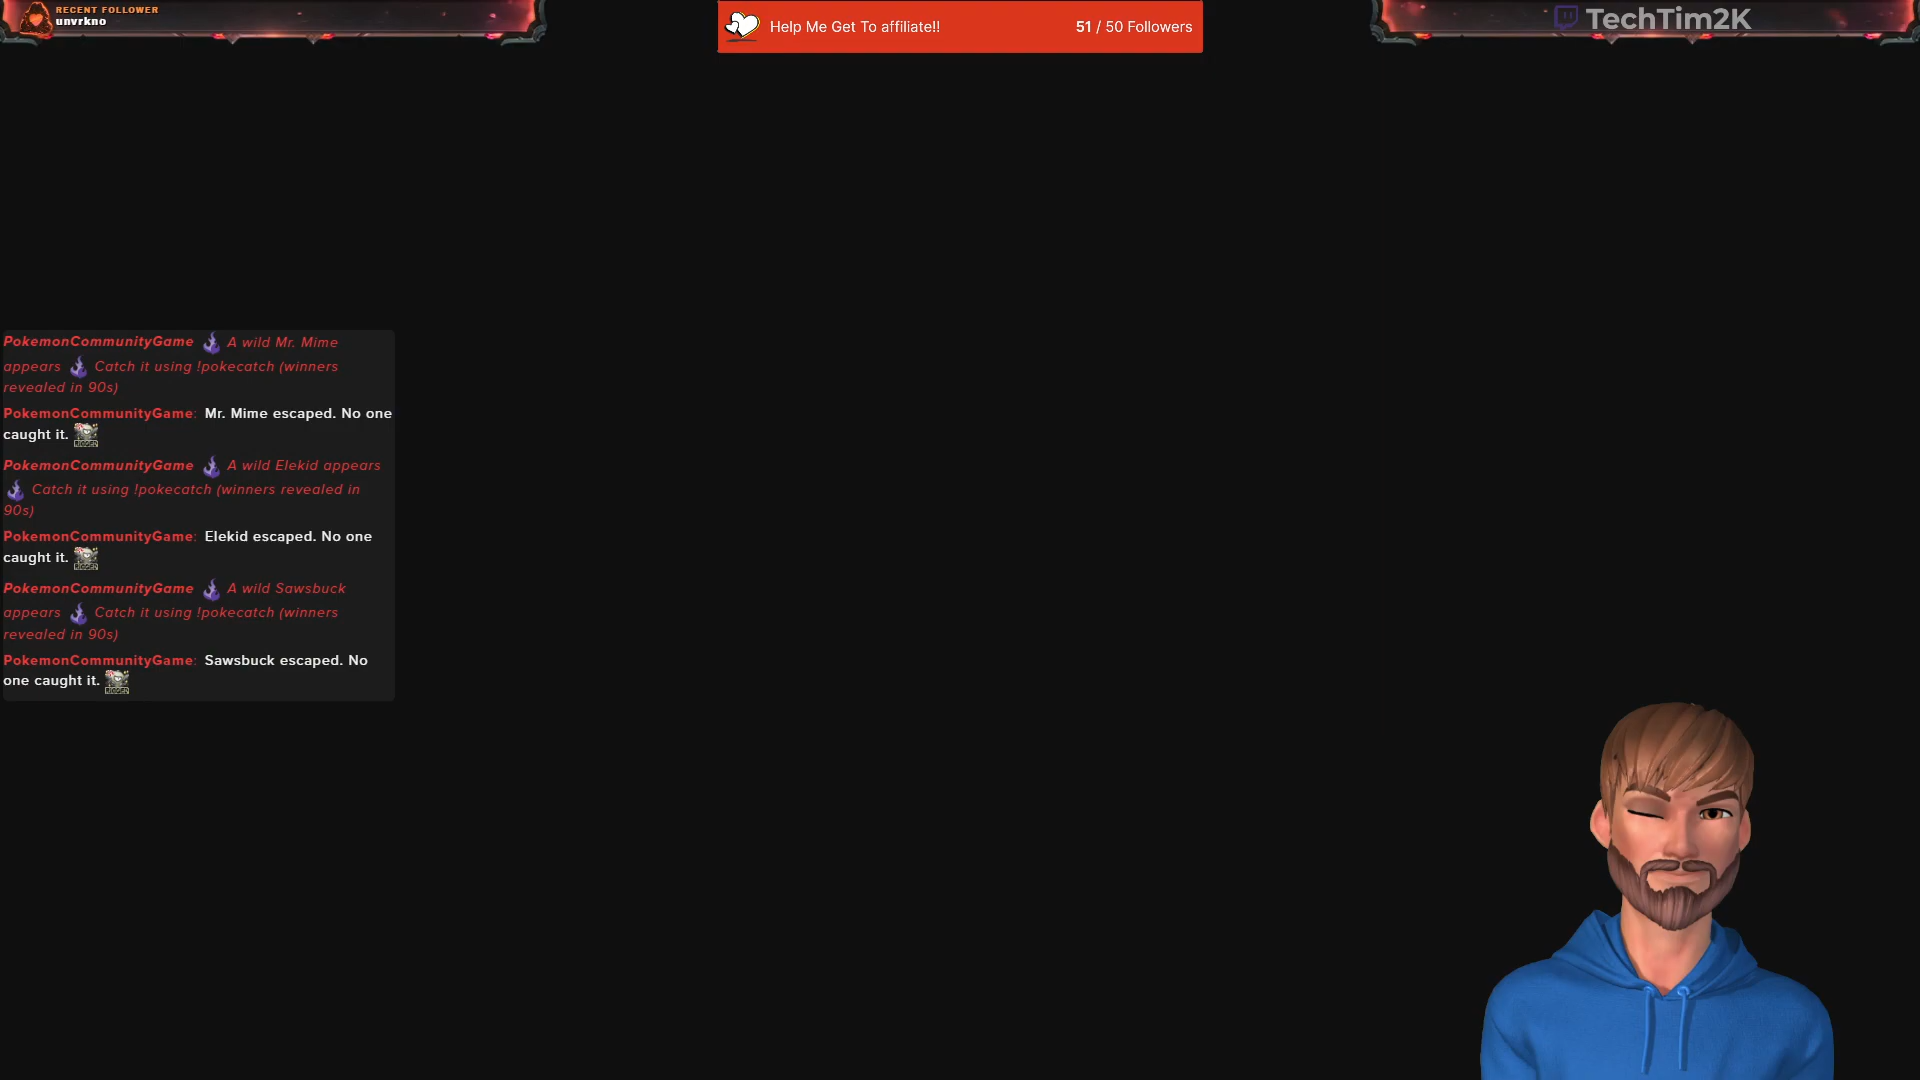 RECENT FOLLOWER
unvrkno
Help Me Get To affiliate!!
51 / 50 Followers
TechTim2K
PokemonCommunityGame A wild Mr. Mime
appears Catch it using !pokecatch (winners
revealed in 90s)
PokemonCommunityGame: Mr. Mime escaped. No one
caught it.
PokemonCommunityGame A wild Elekid appears
Catch it using !pokecatch (winners revealed in
90s)
PokemonCommunityGame: Elekid escaped. No one
caught it.
PokemonCommunityGame A wild Sawsbuck
appears Catch it using !pokecatch (winners
revealed in 90s)
PokemonCommunityGame: Sawsbuck escaped. No
one caught it.